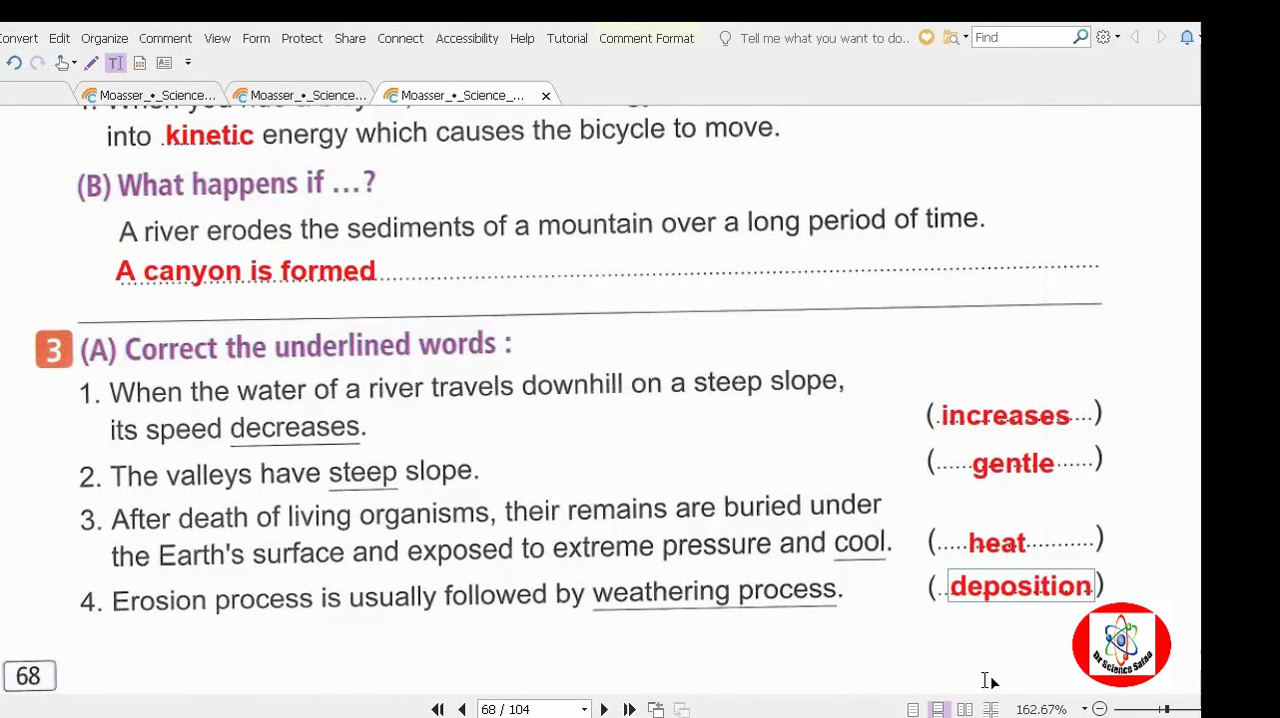 Convert Edit Organize Comment View Form Protect Share Connect Accessibility Help Tutorial Comment Format Tell me what you want to do.. Find
Moasser_•_Science... Moasser_•_Science... Moasser_•_Science_...
into .kinetic energy which causes the bicycle to move.
(B) What happens if ...?
A river erodes the sediments of a mountain over a long period of time.
A canyon is formed
3 (A) Correct the underlined words :
1. When the water of a river travels downhill on a steep slope,
its speed decreases. (increases)
2. The valleys have steep slope. (gentle)
3. After death of living organisms, their remains are buried under
the Earth's surface and exposed to extreme pressure and cool. (heat)
4. Erosion process is usually followed by weathering process. (deposition)
Dr Science Safaa
68
68 / 104 162.67%